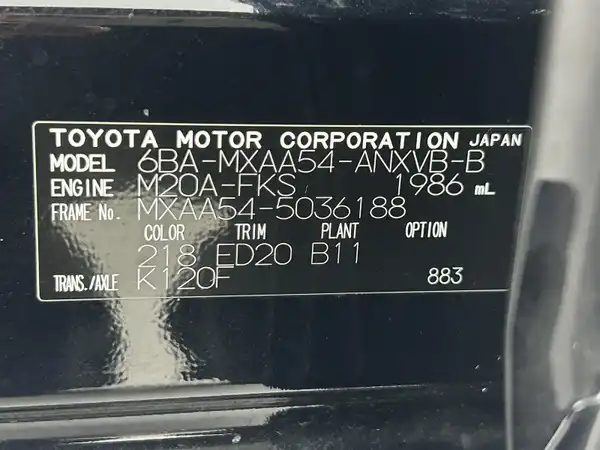 TOYOTA MOTOR CORPORATION JAPAN
MODEL 6BA-MXAA54-ANXVB-B
ENGINE M20A-FKS 1986 mL
FRAME No. MXAA54-5036188
COLOR TRIM PLANT OPTION
218 ED20 B11
TRANS./AXLE K120F 883